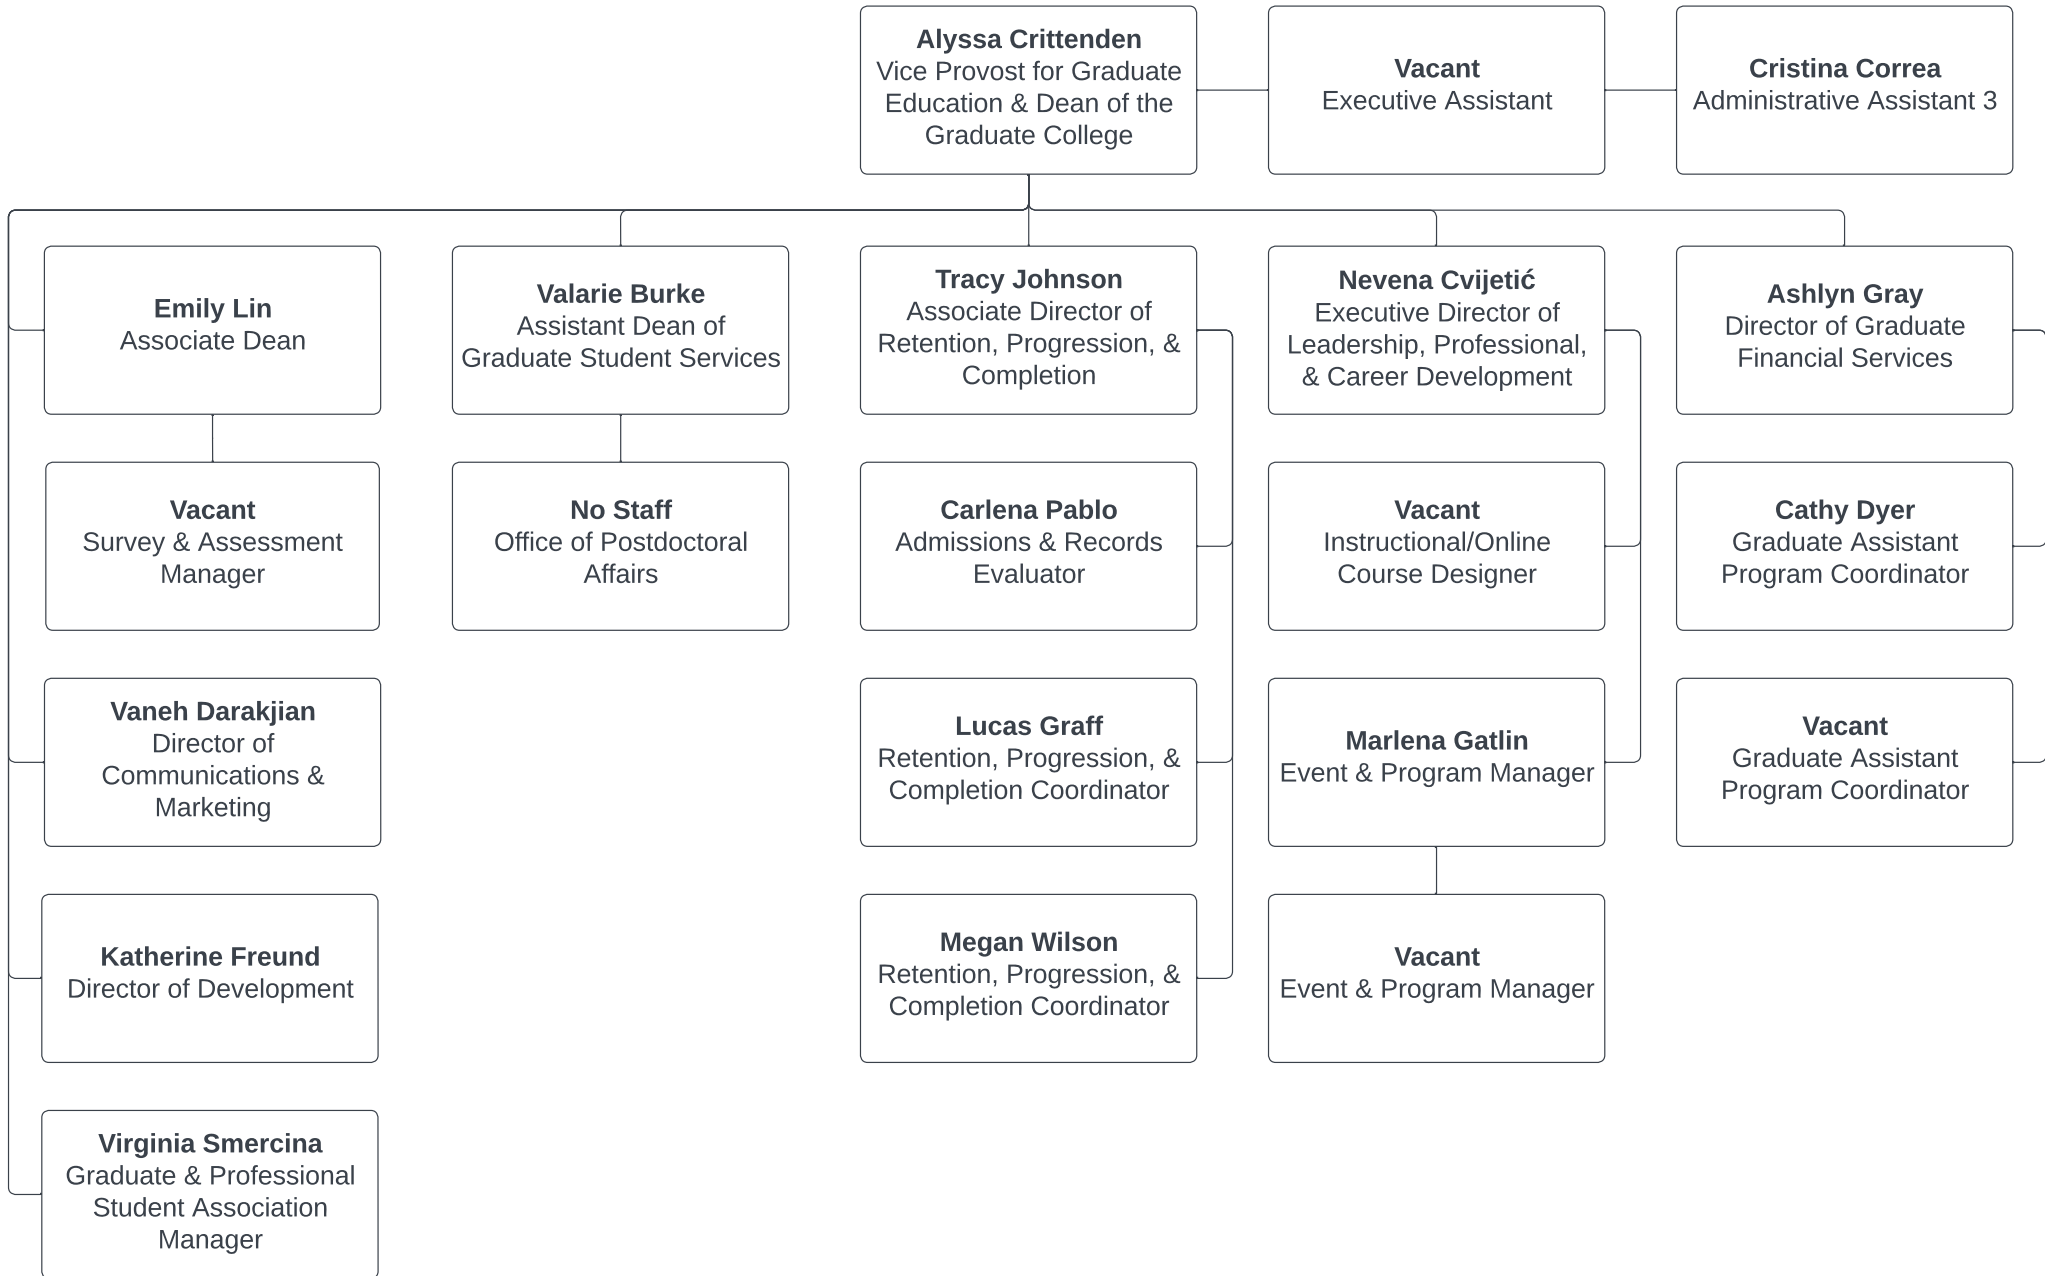 Alyssa Crittenden
Vice Provost for Graduate
Education & Dean of the
Graduate College
Vacant
Executive Assistant
Cristina Correa
Administrative Assistant 3
Emily Lin
Associate Dean
Valarie Burke
Assistant Dean of
Graduate Student Services
Tracy Johnson
Associate Director of
Retention, Progression, &
Completion
Nevena Cvijetić
Executive Director of
Leadership, Professional,
& Career Development
Ashlyn Gray
Director of Graduate
Financial Services
Vacant
Survey & Assessment
Manager
No Staff
Office of Postdoctoral
Affairs
Carlena Pablo
Admissions & Records
Evaluator
Vacant
Instructional/Online
Course Designer
Cathy Dyer
Graduate Assistant
Program Coordinator
Vaneh Darakjian
Director of
Communications &
Marketing
Lucas Graff
Retention, Progression, &
Completion Coordinator
Marlena Gatlin
Event & Program Manager
Vacant
Graduate Assistant
Program Coordinator
Katherine Freund
Director of Development
Megan Wilson
Retention, Progression, &
Completion Coordinator
Vacant
Event & Program Manager
Virginia Smercina
Graduate & Professional
Student Association
Manager